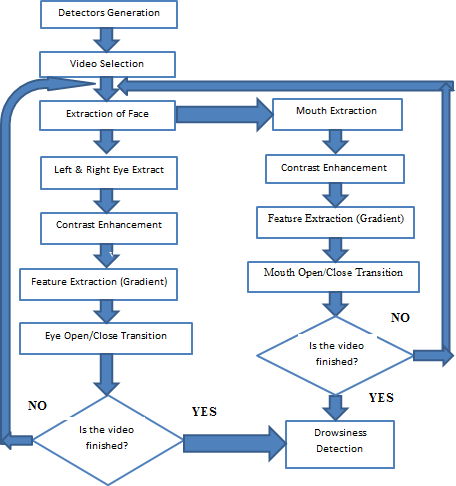 Detectors Generation
Video Selection
Extraction of Face
Left & Right Eye Extract
Contrast Enhancement
Feature Extraction (Gradient)
Eye Open/Close Transition
NO
Is the video
finished?
YES
Mouth Extraction
Contrast Enhancement
Feature Extraction (Gradient)
Mouth Open/Close Transition
NO
Is the video
finished?
YES
Drowsiness
Detection